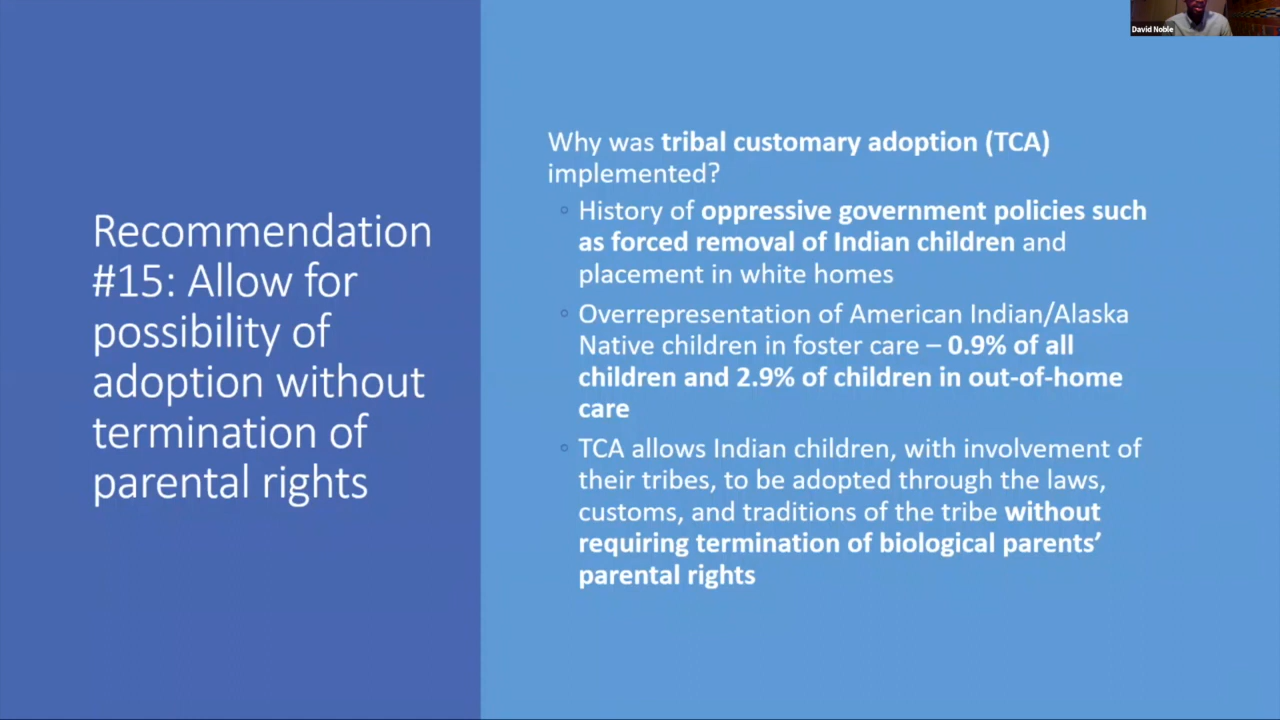 David Noble
Recommendation
#15: Allow for
possibility of
adoption without
termination of
parental rights
Why was tribal customary adoption (TCA)
implemented?
History of oppressive government policies such
as forced removal of Indian children and
placement in white homes
Overrepresentation of American Indian/Alaska
Native children in foster care – 0.9% of all
children and 2.9% of children in out-of-home
care
TCA allows Indian children, with involvement of
their tribes, to be adopted through the laws,
customs, and traditions of the tribe without
requiring termination of biological parents’
parental rights